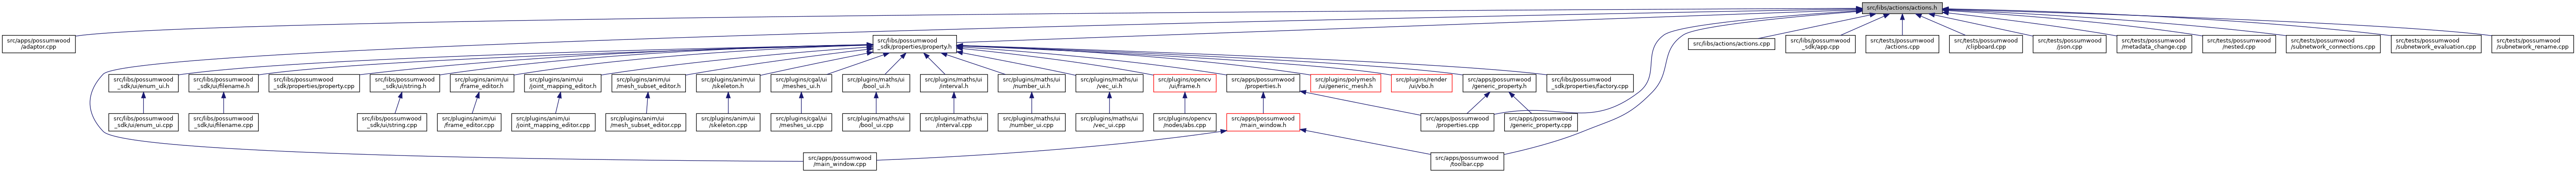 src/libs/actions/actions.h
src/apps/possumwood
/adaptor.cpp
src/libs/possumwood
_sdk/properties/property.h
src/libs/actions/actions.cpp
src/libs/possumwood
_sdk/app.cpp
src/tests/possumwood
/actions.cpp
src/tests/possumwood
/clipboard.cpp
src/tests/possumwood
/json.cpp
src/tests/possumwood
/metadata_change.cpp
src/tests/possumwood
/nested.cpp
src/tests/possumwood
/subnetwork_connections.cpp
src/tests/possumwood
/subnetwork_evaluation.cpp
src/tests/possumwood
/subnetwork_rename.cpp
src/libs/possumwood
_sdk/ui/enum_ui.h
src/libs/possumwood
_sdk/ui/filename.h
src/libs/possumwood
_sdk/properties/property.cpp
src/libs/possumwood
_sdk/ui/string.h
src/plugins/anim/ui
/frame_editor.h
src/plugins/anim/ui
/joint_mapping_editor.h
src/plugins/anim/ui
/mesh_subset_editor.h
src/plugins/anim/ui
/skeleton.h
src/plugins/cgal/ui
/meshes_ui.h
src/plugins/maths/ui
/bool_ui.h
src/plugins/maths/ui
/interval.h
src/plugins/maths/ui
/number_ui.h
src/plugins/maths/ui
/vec_ui.h
src/plugins/opencv
/ui/frame.h
src/apps/possumwood
/properties.h
src/plugins/polymesh
/ui/generic_mesh.h
src/plugins/render
/ui/vbo.h
src/apps/possumwood
/generic_property.h
src/libs/possumwood
_sdk/properties/factory.cpp
src/libs/possumwood
_sdk/ui/enum_ui.cpp
src/libs/possumwood
_sdk/ui/filename.cpp
src/libs/possumwood
_sdk/ui/string.cpp
src/plugins/anim/ui
/frame_editor.cpp
src/plugins/anim/ui
/joint_mapping_editor.cpp
src/plugins/anim/ui
/mesh_subset_editor.cpp
src/plugins/anim/ui
/skeleton.cpp
src/plugins/cgal/ui
/meshes_ui.cpp
src/plugins/maths/ui
/bool_ui.cpp
src/plugins/maths/ui
/interval.cpp
src/plugins/maths/ui
/number_ui.cpp
src/plugins/maths/ui
/vec_ui.cpp
src/plugins/opencv
/nodes/abs.cpp
src/apps/possumwood
/main_window.h
src/apps/possumwood
/properties.cpp
src/apps/possumwood
/generic_property.cpp
src/apps/possumwood
/main_window.cpp
src/apps/possumwood
/toolbar.cpp